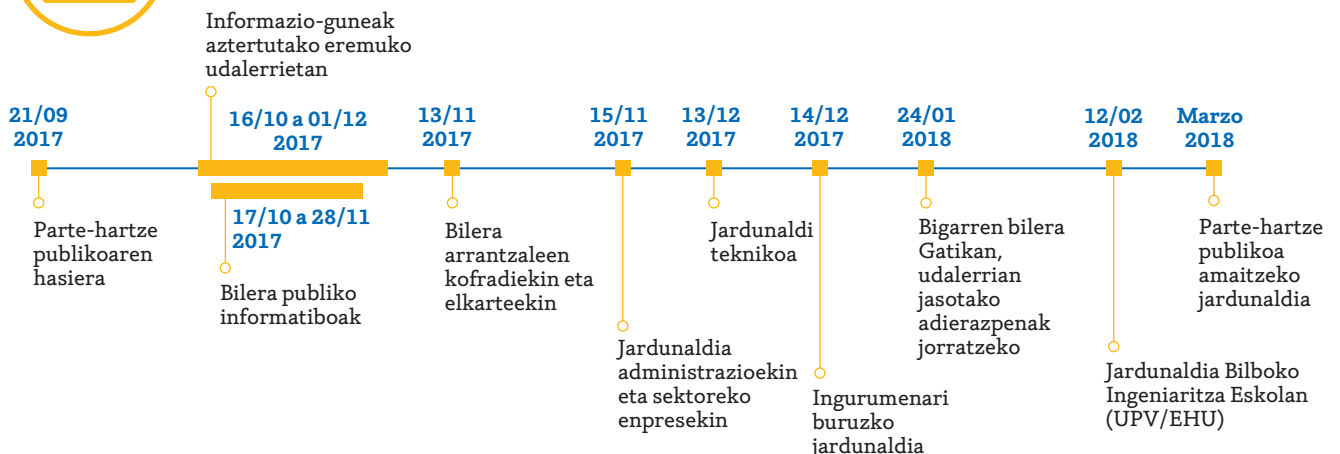 Informazio-guneak
aztertutako eremuko
udalerrietan
21/09
2017
16/10 a 01/12
2017
13/11
2017
15/11
2017
13/12
2017
14/12
2017
24/01
2018
12/02
2018
Marzo
2018
17/10 a 28/11
2017
Parte-hartze
publikoaren
hasiera
Bilera publiko
informatiboak
Bilera
arrantzaleen
kofradiekin eta
elkarteekin
Jardunaldia
administrazioekin
eta sektoreko
enpresekin
Jardunaldi
teknikoa
Ingurumenari
buruzko
jardunaldia
Bigarren bilera
Gatikan,
udalerrian
jasotako
adierazpenak
jorratzeko
Jardunaldia Bilboko
Ingeniaritza Eskolan
(UPV/EHU)
Parte-hartze
publikoa
amaitzeko
jardunaldia